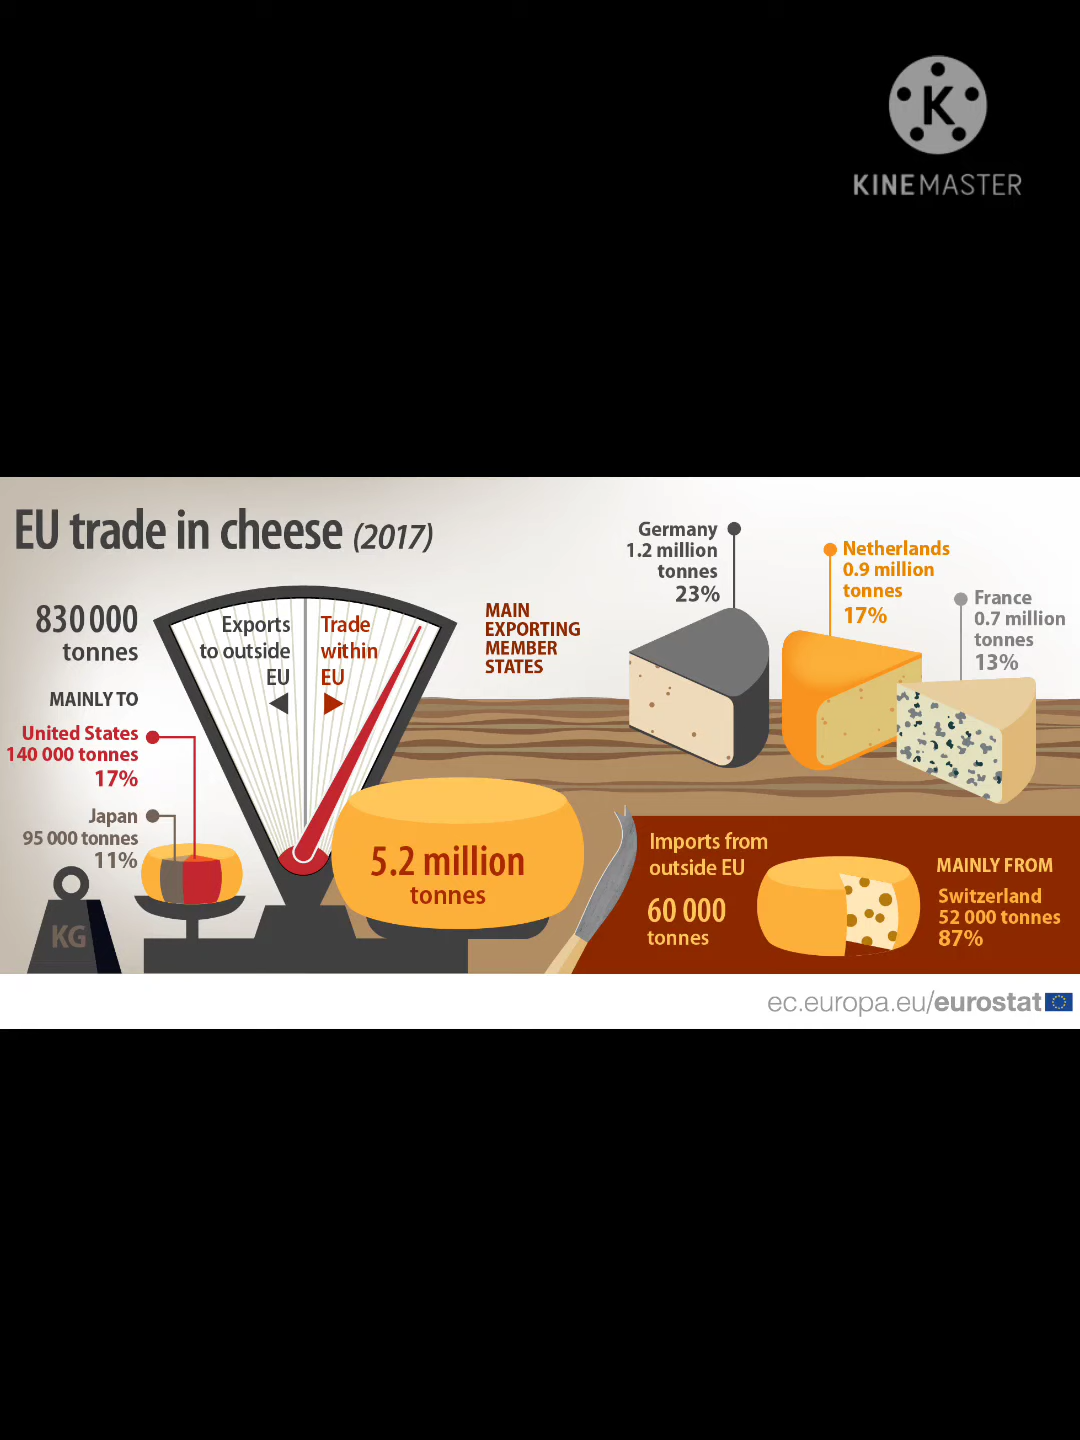 KINEMASTER
EU trade in cheese (2017)
830 000
tonnes
MAINLY TO
United States
140 000 tonnes
17%
Japan
95 000 tonnes
11%
KG
Exports
to outside
EU
Trade
within
EU
5.2 million
tonnes
MAIN
EXPORTING
MEMBER
STATES
Germany
1.2 million
tonnes
23%
Netherlands
0.9 million
tonnes
17%
France
0.7 million
tonnes
13%
Imports from
outside EU
60 000
tonnes
MAINLY FROM
Switzerland
52 000 tonnes
87%
ec.europa.eu/eurostat